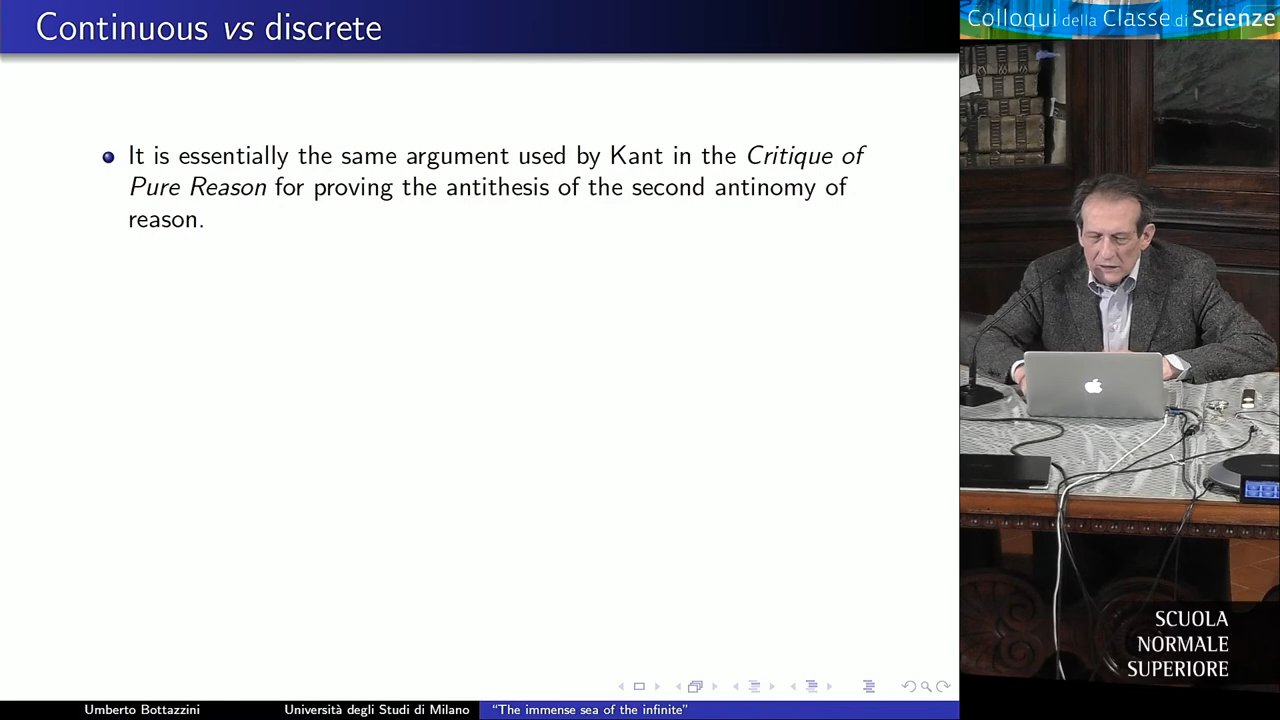 Continuous vs discrete
It is essentially the same argument used by Kant in the Critique of
Pure Reason for proving the antithesis of the second antinomy of
reason.
Umberto Bottazzini
Università degli Studi di Milano
“The immense sea of the infinite”
Colloqui della Classe di Scienze
SCUOLA
NORMALE
SUPERIORE